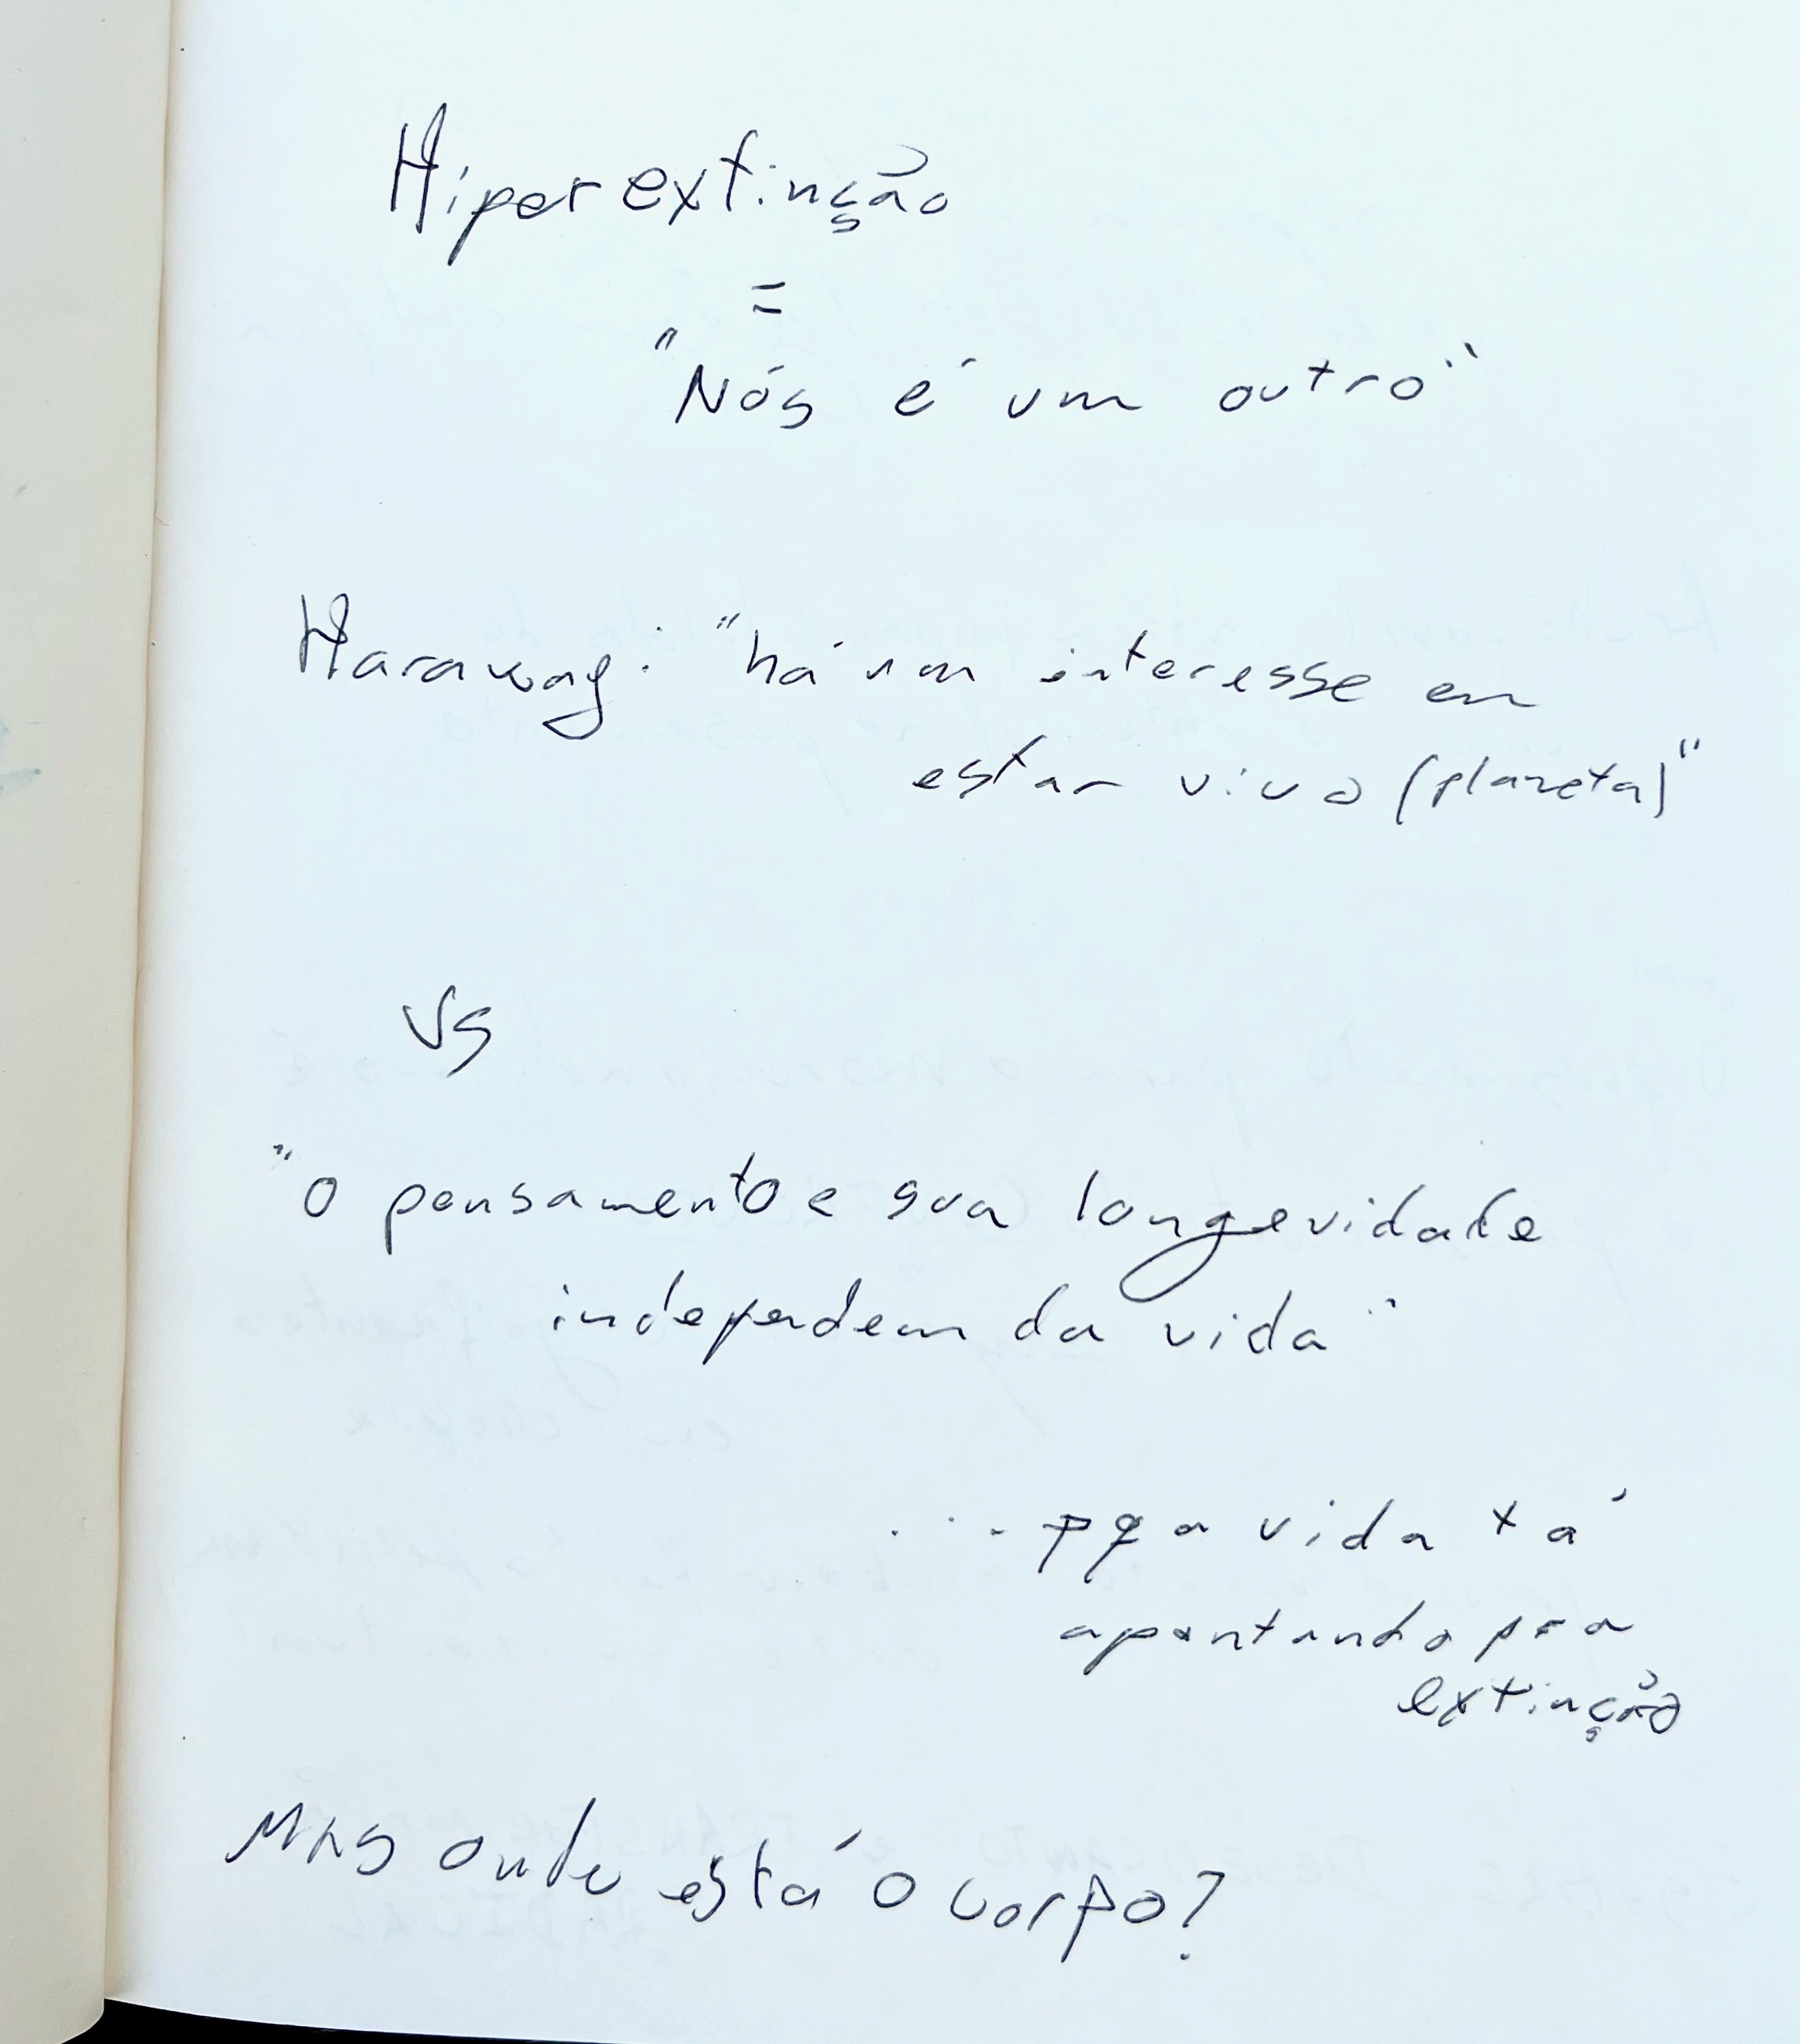 Hiperextinção
=
"Nós é um outro"
Haraway: "há um interesse em
estar vivo (planeta)"
Vs
"O pensamento e sua longevidade
independem da vida"
... pq a vida tá
apontando pra
extinção
Mas onde está o corpo?